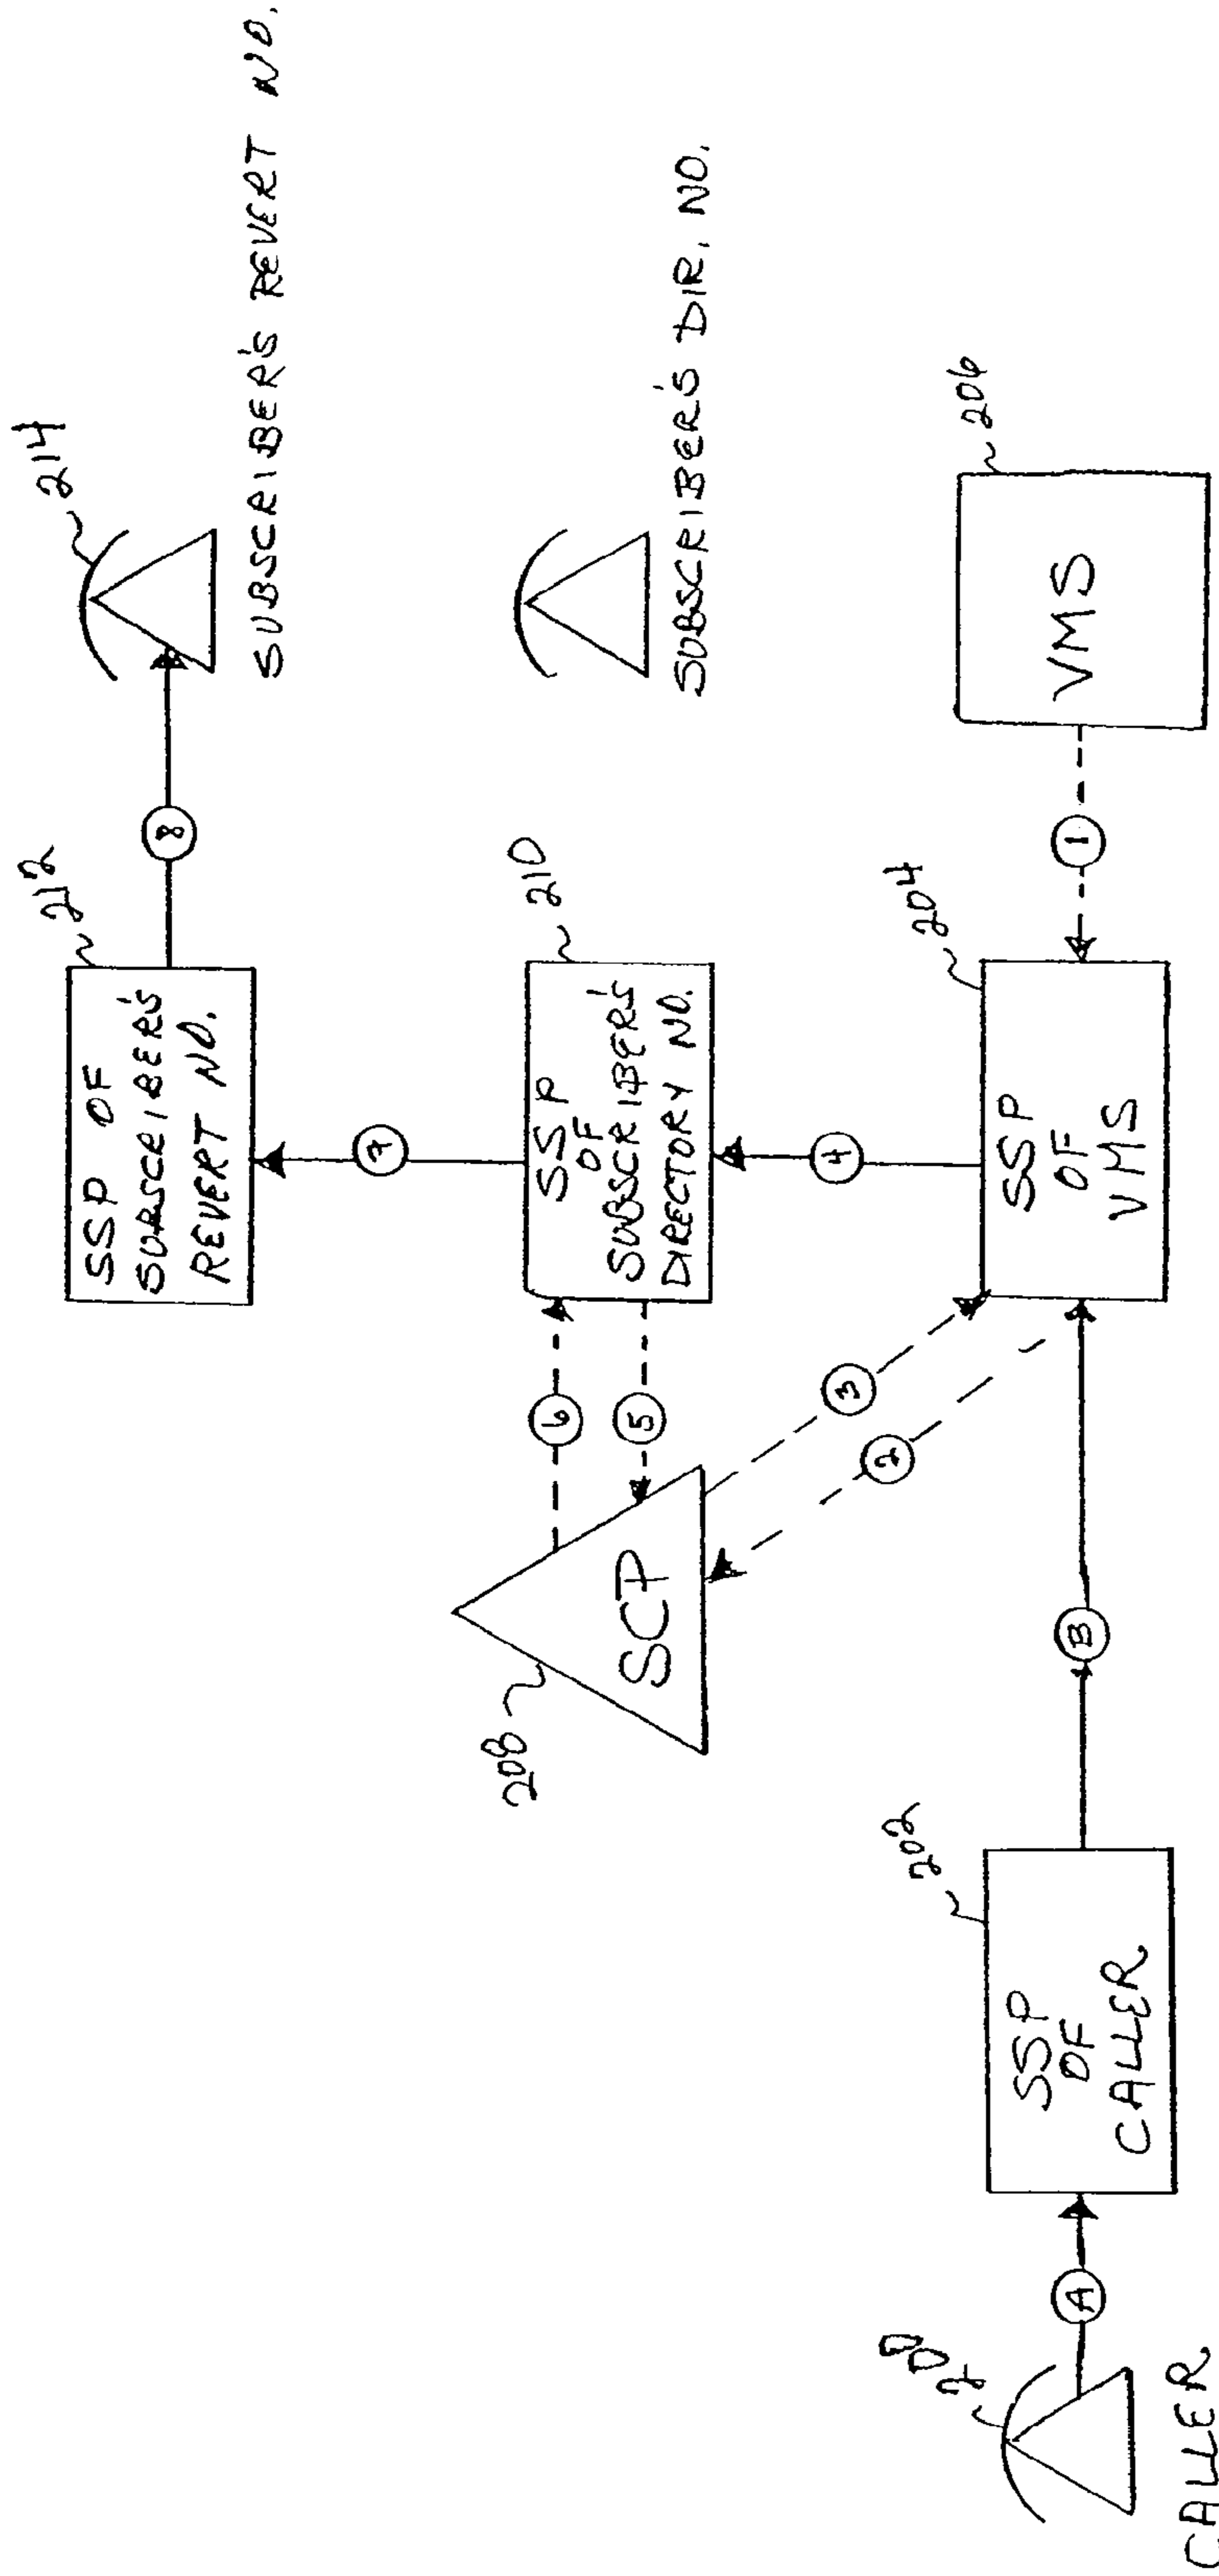 212
214
SSP OF
SUBSCRIBER'S
REVERT NO.
8
SUBSCRIBER'S REVERT NO.
7
210
SSP
OF
SUBSCRIBER'S
DIRECTORY NO.
6
5
SUBSCRIBER'S DIR. NO.
208
SCP
3
2
4
200
CALLER
A
202
SSP
OF
CALLER
B
204
SSP
OF
VMS
1
206
VMS